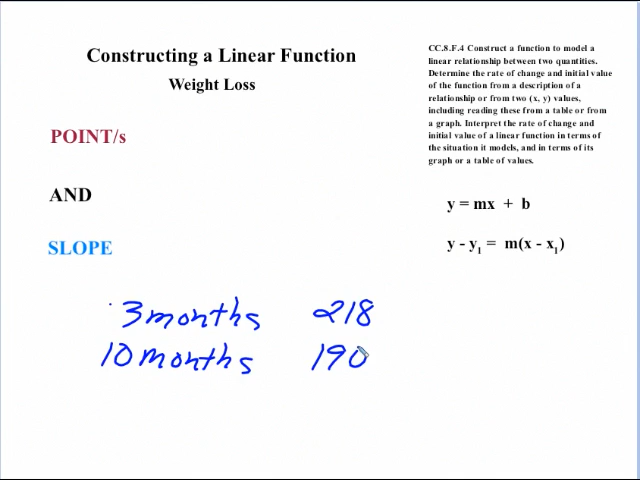 Constructing a Linear Function
Weight Loss
CC.8.F.4 Construct a function to model a
linear relationship between two quantities.
Determine the rate of change and initial value
of the function from a description of a
relationship or from two (x, y) values,
including reading these from a table or from
a graph. Interpret the rate of change and
initial value of a linear function in terms of
the situation it models, and in terms of its
graph or a table of values.
POINT/s
AND
SLOPE
y = mx + b
y - y₁ = m(x - x₁)
3 months 218
10 months 190